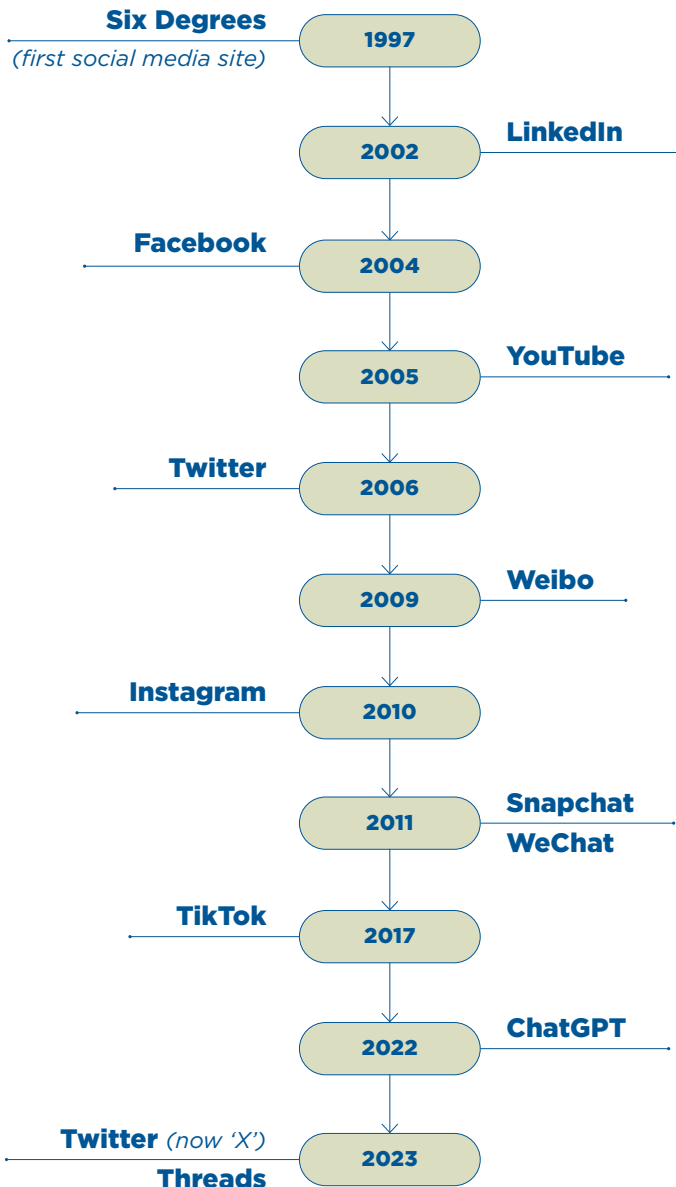 Six Degrees
1997
(first social media site)
2002
LinkedIn
Facebook
2004
2005
YouTube
Twitter
2006
2009
Weibo
Instagram
2010
2011
Snapchat
WeChat
TikTok
2017
2022
ChatGPT
Twitter (now ‘X’)
2023
Threads